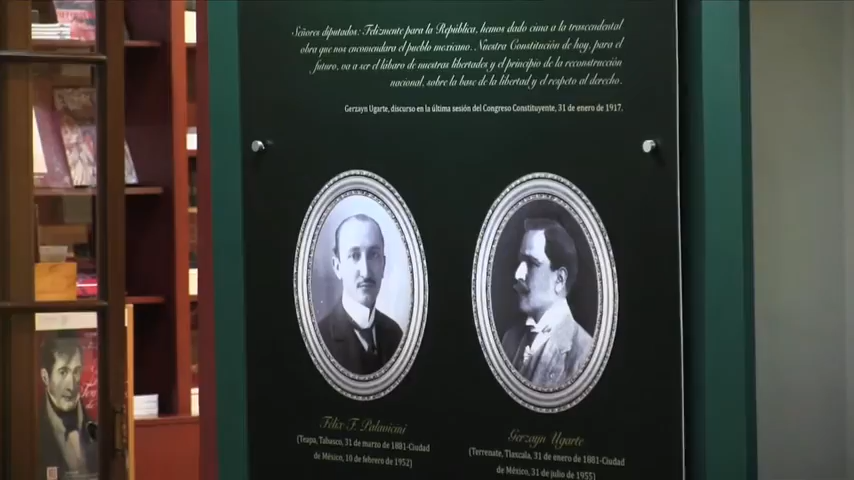 Señores diputados: Felizmente para la República, hemos dado cima a la trascendental
obra que nos encomendara el pueblo mexicano. Nuestra Constitución de hoy, para el
futuro, va a ser el lábaro de nuestras libertades y el principio de la reconstrucción
nacional, sobre la base de la libertad y el respeto al derecho.
Gerzayn Ugarte, discurso en la última sesión del Congreso Constituyente, 31 de enero de 1917.
Félix F. Palavicini
(Teapa, Tabasco, 31 de marzo de 1881-Ciudad
de México, 10 de febrero de 1952)
Gerzayn Ugarte
(Terrenate, Tlaxcala, 31 de enero de 1881-Ciudad
de México, 31 de julio de 1955)